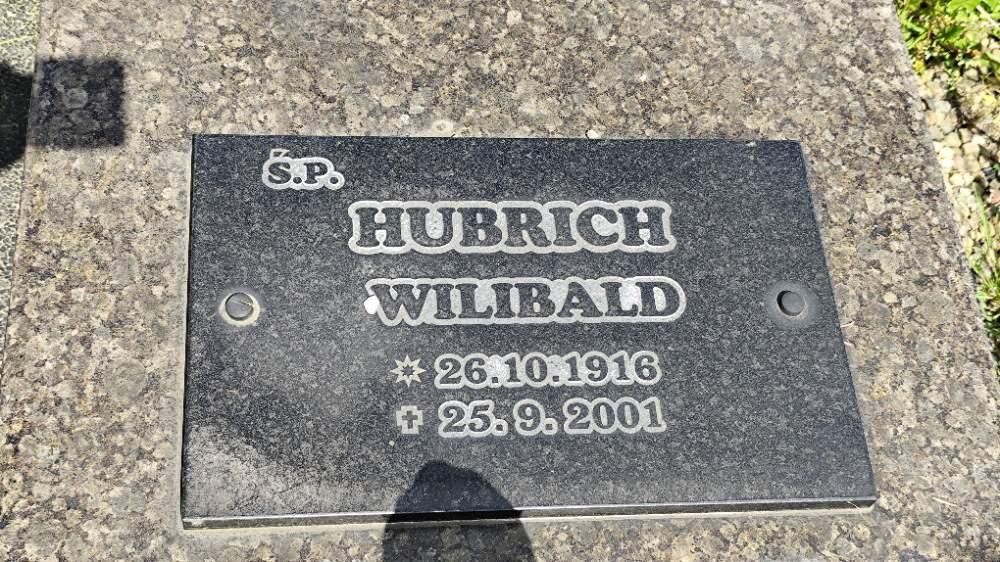 Ś.P.
HUBRICH
WILIBALD
26.10.1916
25.9.2001